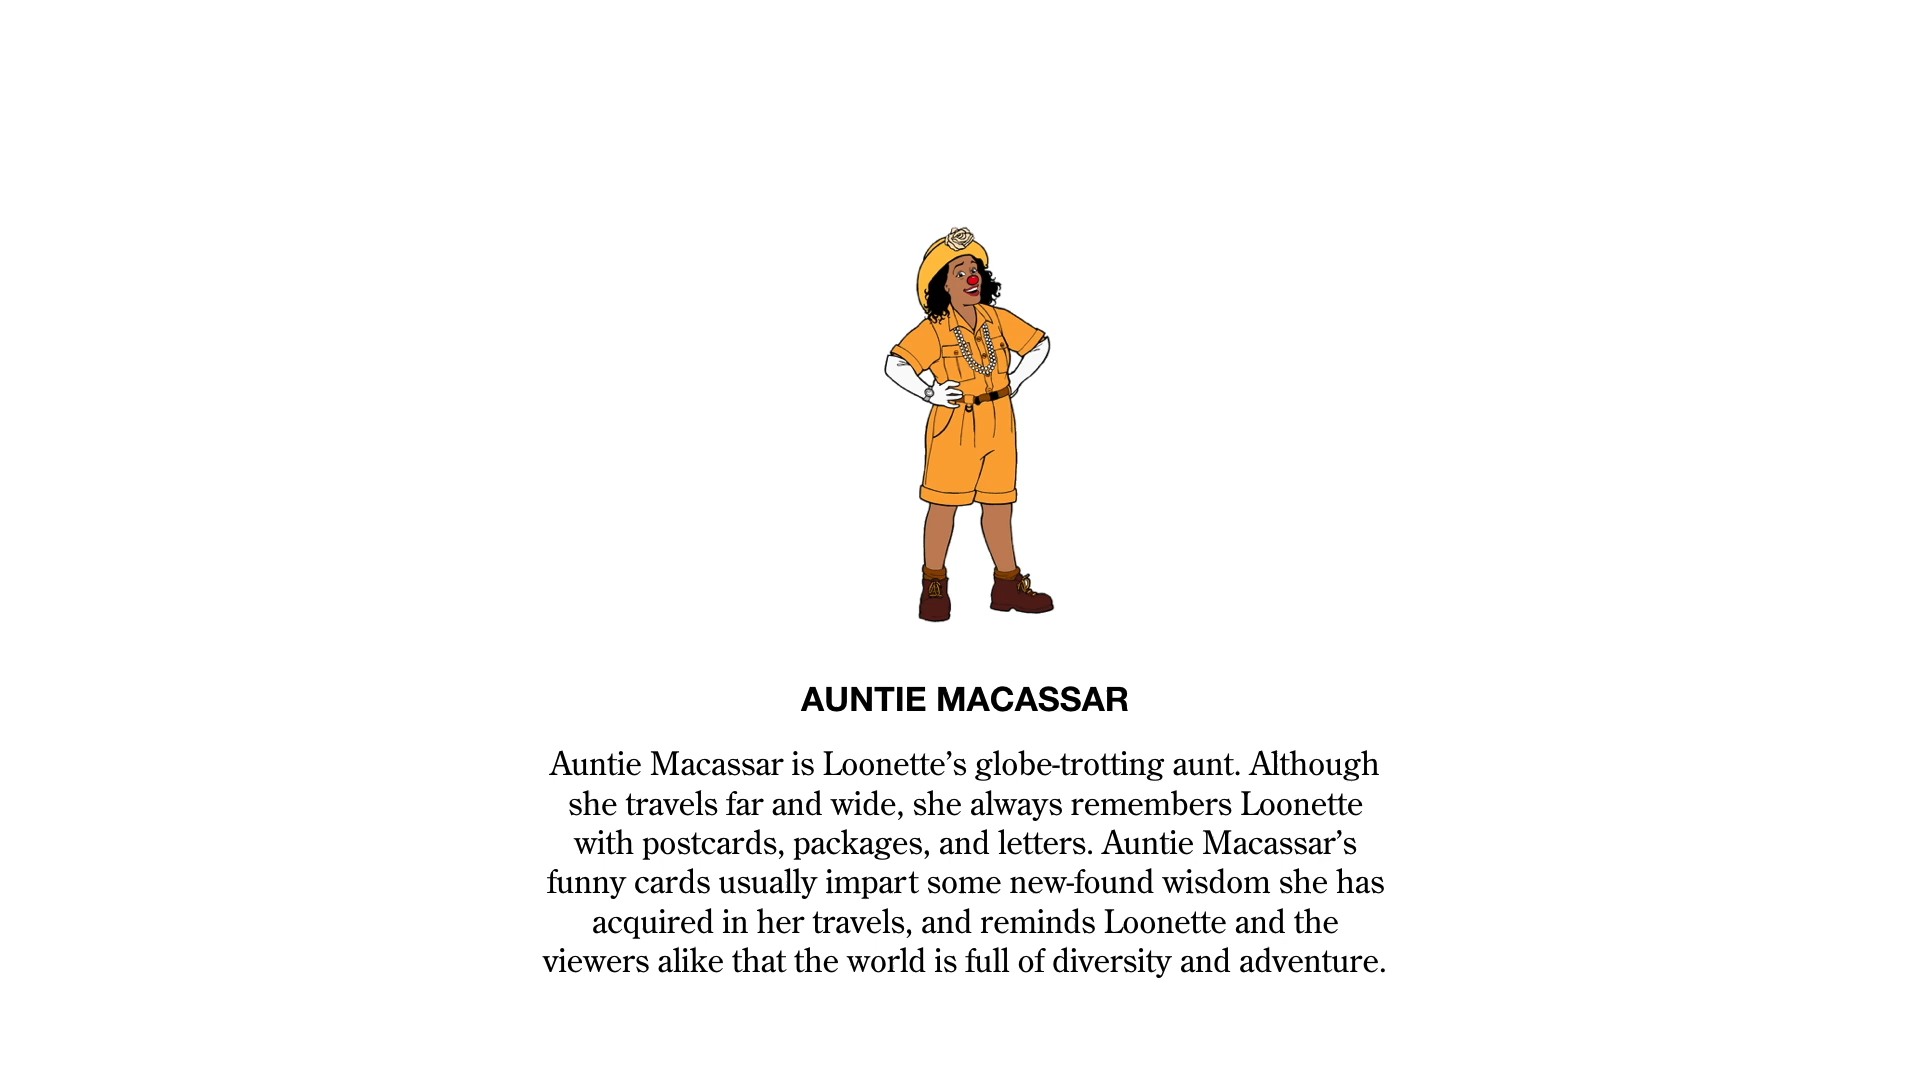 AUNTIE MACASSAR
Auntie Macassar is Loonette’s globe-trotting aunt. Although
she travels far and wide, she always remembers Loonette
with postcards, packages, and letters. Auntie Macassar’s
funny cards usually impart some new-found wisdom she has
acquired in her travels, and reminds Loonette and the
viewers alike that the world is full of diversity and adventure.